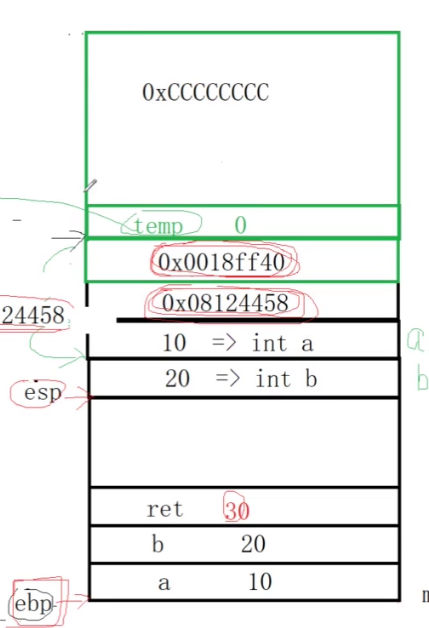 0xCCCCCCCC
temp 0
0x0018ff40
24458 0x08124458
10 => int a a
20 => int b b
esp
ret 30
b 20
a 10
ebp